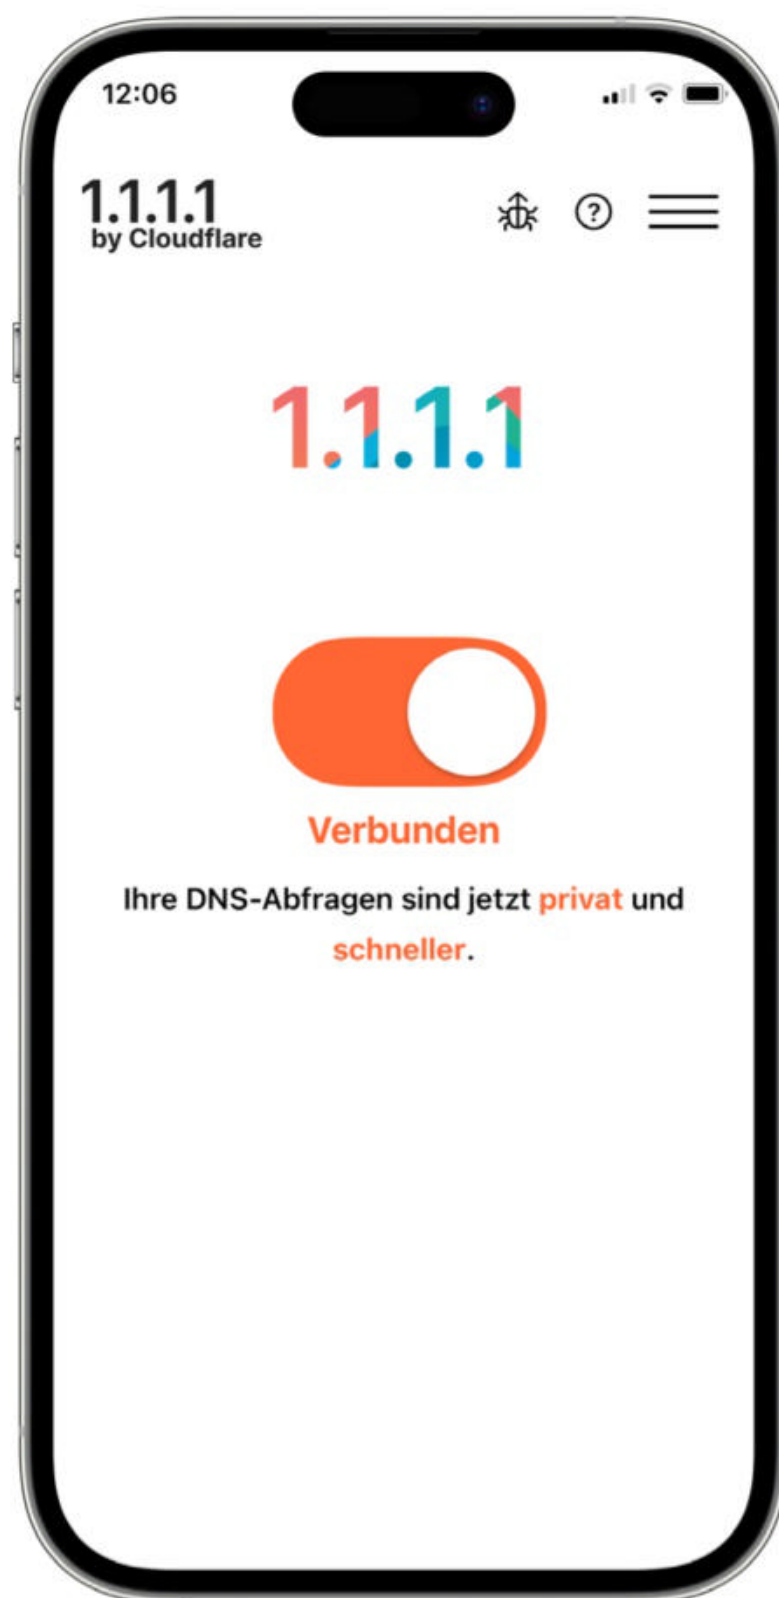 12:06
1.1.1.1
by Cloudflare
?
1.1.1.1
Verbunden
Ihre DNS-Abfragen sind jetzt privat und
schneller.